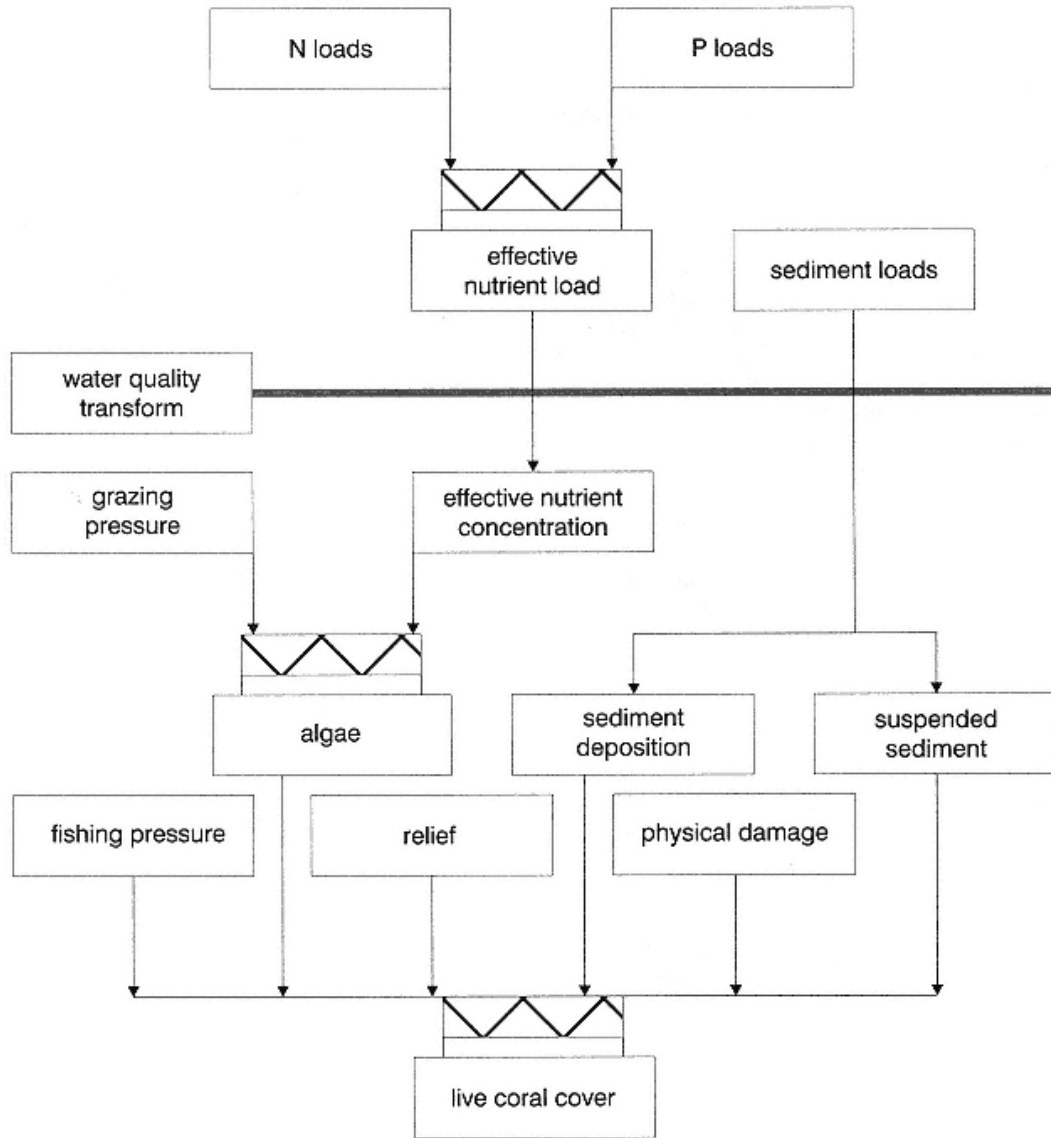 N loads
P loads
effective
nutrient load
sediment loads
water quality
transform
grazing
pressure
effective nutrient
concentration
algae
sediment
deposition
suspended
sediment
fishing pressure
relief
physical damage
live coral cover